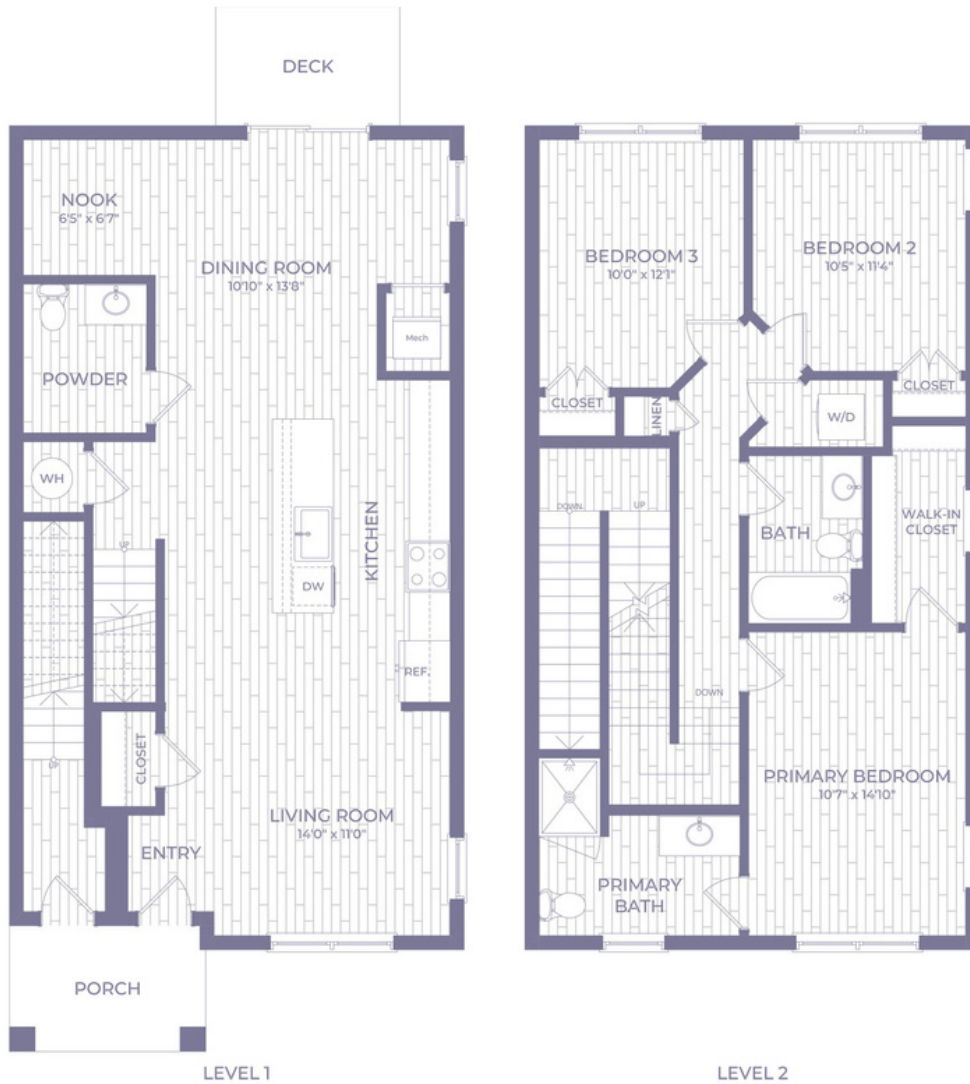 DECK
NOOK
6'5" x 6'7"
DINING ROOM
10'10" x 13'8"
Mech
POWDER
WH
UP
KITCHEN
DW
REF.
UP
CLOSET
LIVING ROOM
14'0" x 11'0"
ENTRY
PORCH
LEVEL 1
BEDROOM 3
10'0" x 12'1"
BEDROOM 2
10'5" x 11'4"
CLOSET
LINEN
CLOSET
W/D
DOWN
UP
BATH
WALK-IN
CLOSET
DOWN
PRIMARY BEDROOM
10'7" x 14'10"
PRIMARY
BATH
LEVEL 2